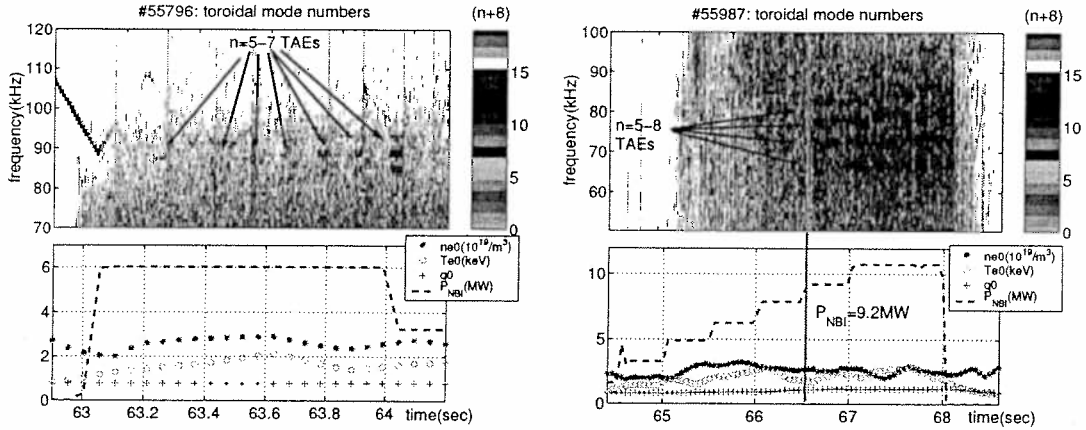 #55796: toroidal mode numbers
(n+8)
120
110
100
90
80
70
frequency(kHz)
n=5-7 TAEs
15
10
5
0
6
4
2
0
ne0(10^19/m^3)
Te0(keV)
q0
P_NBI(MW)
63
63.2
63.4
63.6
63.8
64
time(sec)
#55987: toroidal mode numbers
(n+8)
100
90
80
70
60
frequency(kHz)
n=5-8
TAEs
15
10
5
0
10
5
0
ne0(10^19/m^3)
Te0(keV)
q0
P_NBI(MW)
P_NBI=9.2MW
65
66
67
68
time(sec)